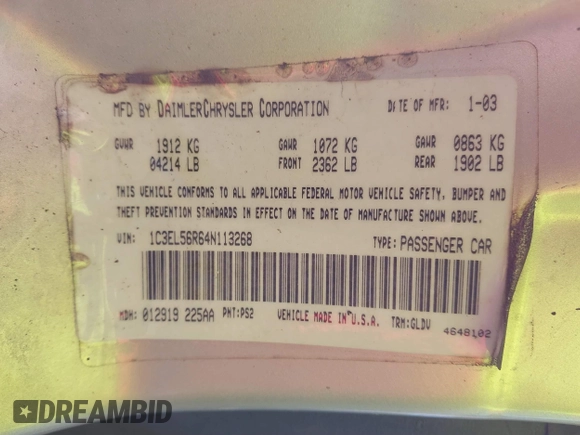 MFD BY DAIMLERCHRYSLER CORPORATION DATE OF MFR: 1-03
GVWR 1912 KG GAWR 1072 KG GAWR 0863 KG
04214 LB FRONT 2362 LB REAR 1902 LB
THIS VEHICLE CONFORMS TO ALL APPLICABLE FEDERAL MOTOR VEHICLE SAFETY, BUMPER AND
THEFT PREVENTION STANDARDS IN EFFECT ON THE DATE OF MANUFACTURE SHOWN ABOVE.
VIN: 1C3EL56R64N113268 TYPE: PASSENGER CAR
MDH: 012919 225AA PNT:PS2 VEHICLE MADE IN U.S.A. TRM:GLDV
4648102
DREAMBID